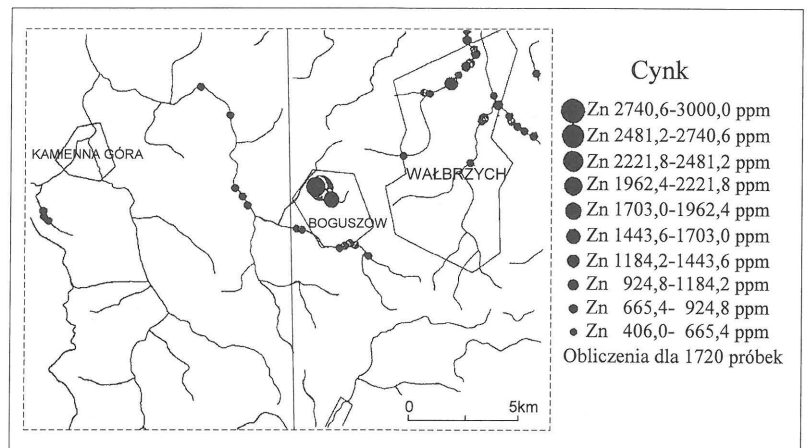 KAMIENNA GÓRA
WAŁBRZYCH
BOGUSZÓW
0 5km
Cynk
Zn 2740,6-3000,0 ppm
Zn 2481,2-2740,6 ppm
Zn 2221,8-2481,2 ppm
Zn 1962,4-2221,8 ppm
Zn 1703,0-1962,4 ppm
Zn 1443,6-1703,0 ppm
Zn 1184,2-1443,6 ppm
Zn 924,8-1184,2 ppm
Zn 665,4- 924,8 ppm
Zn 406,0- 665,4 ppm
Obliczenia dla 1720 próbek